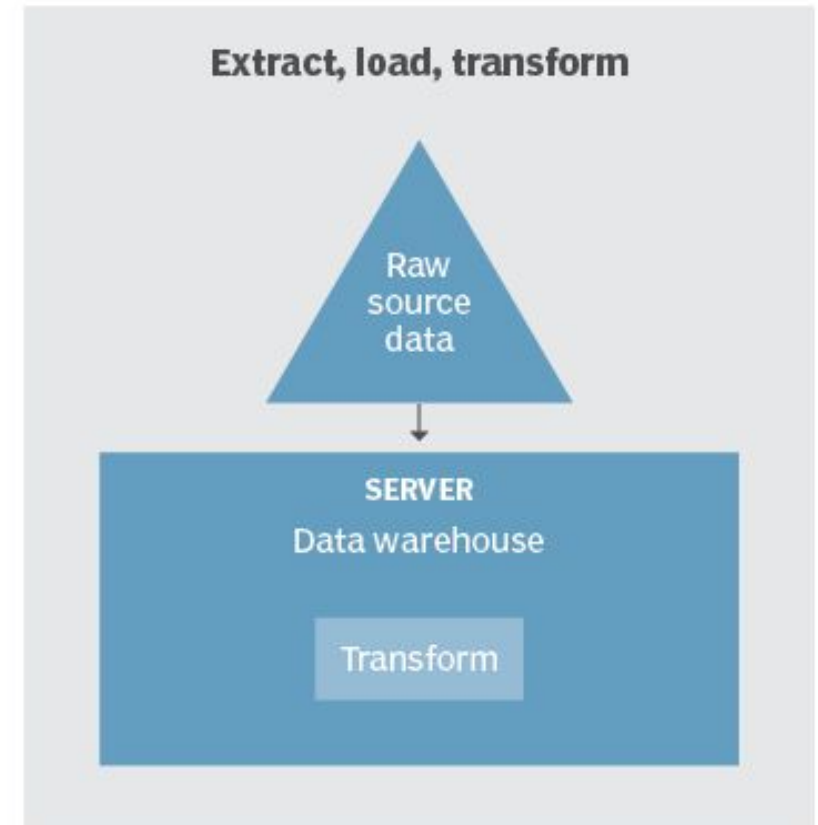 Extract, load, transform
Raw
source
data
SERVER
Data warehouse
Transform